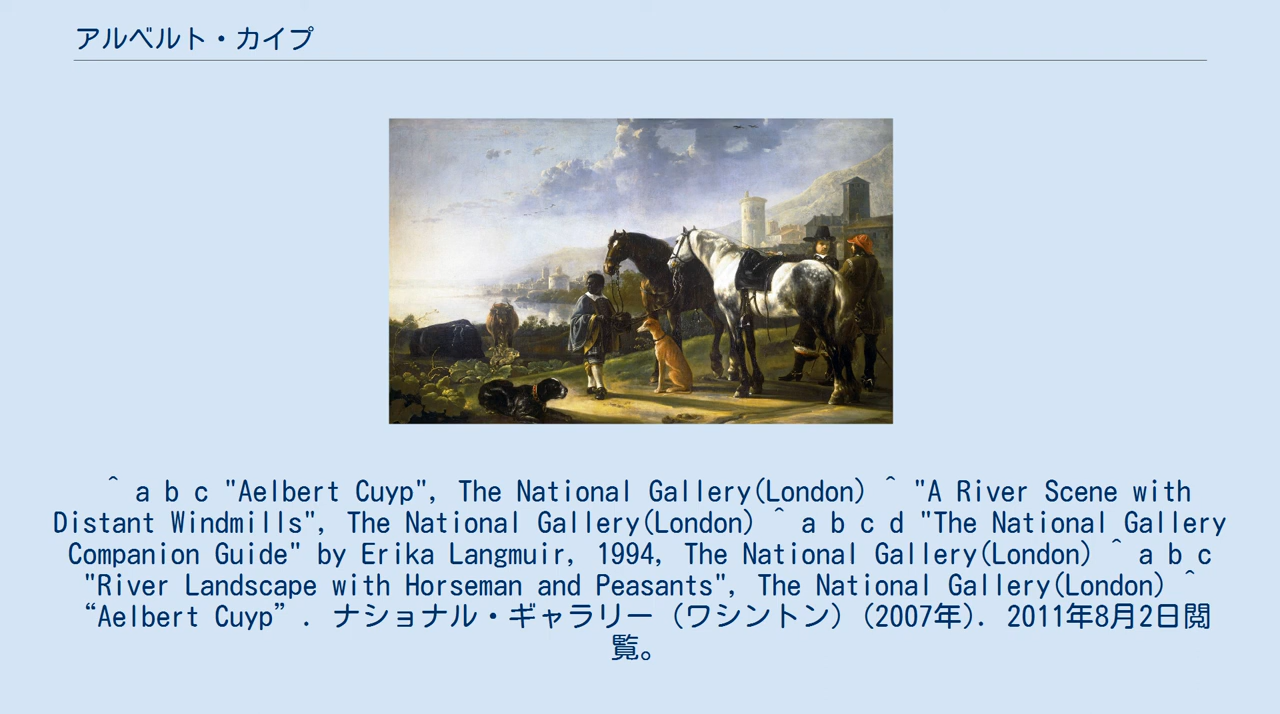 アルベルト・カイプ
^ a b c "Aelbert Cuyp", The National Gallery(London) ^ "A River Scene with
Distant Windmills", The National Gallery(London) ^ a b c d "The National Gallery
Companion Guide" by Erika Langmuir, 1994, The National Gallery(London) ^ a b c
"River Landscape with Horseman and Peasants", The National Gallery(London) ^
“Aelbert Cuyp”. ナショナル・ギャラリー (ワシントン) (2007年). 2011年8月2日閲
覧。